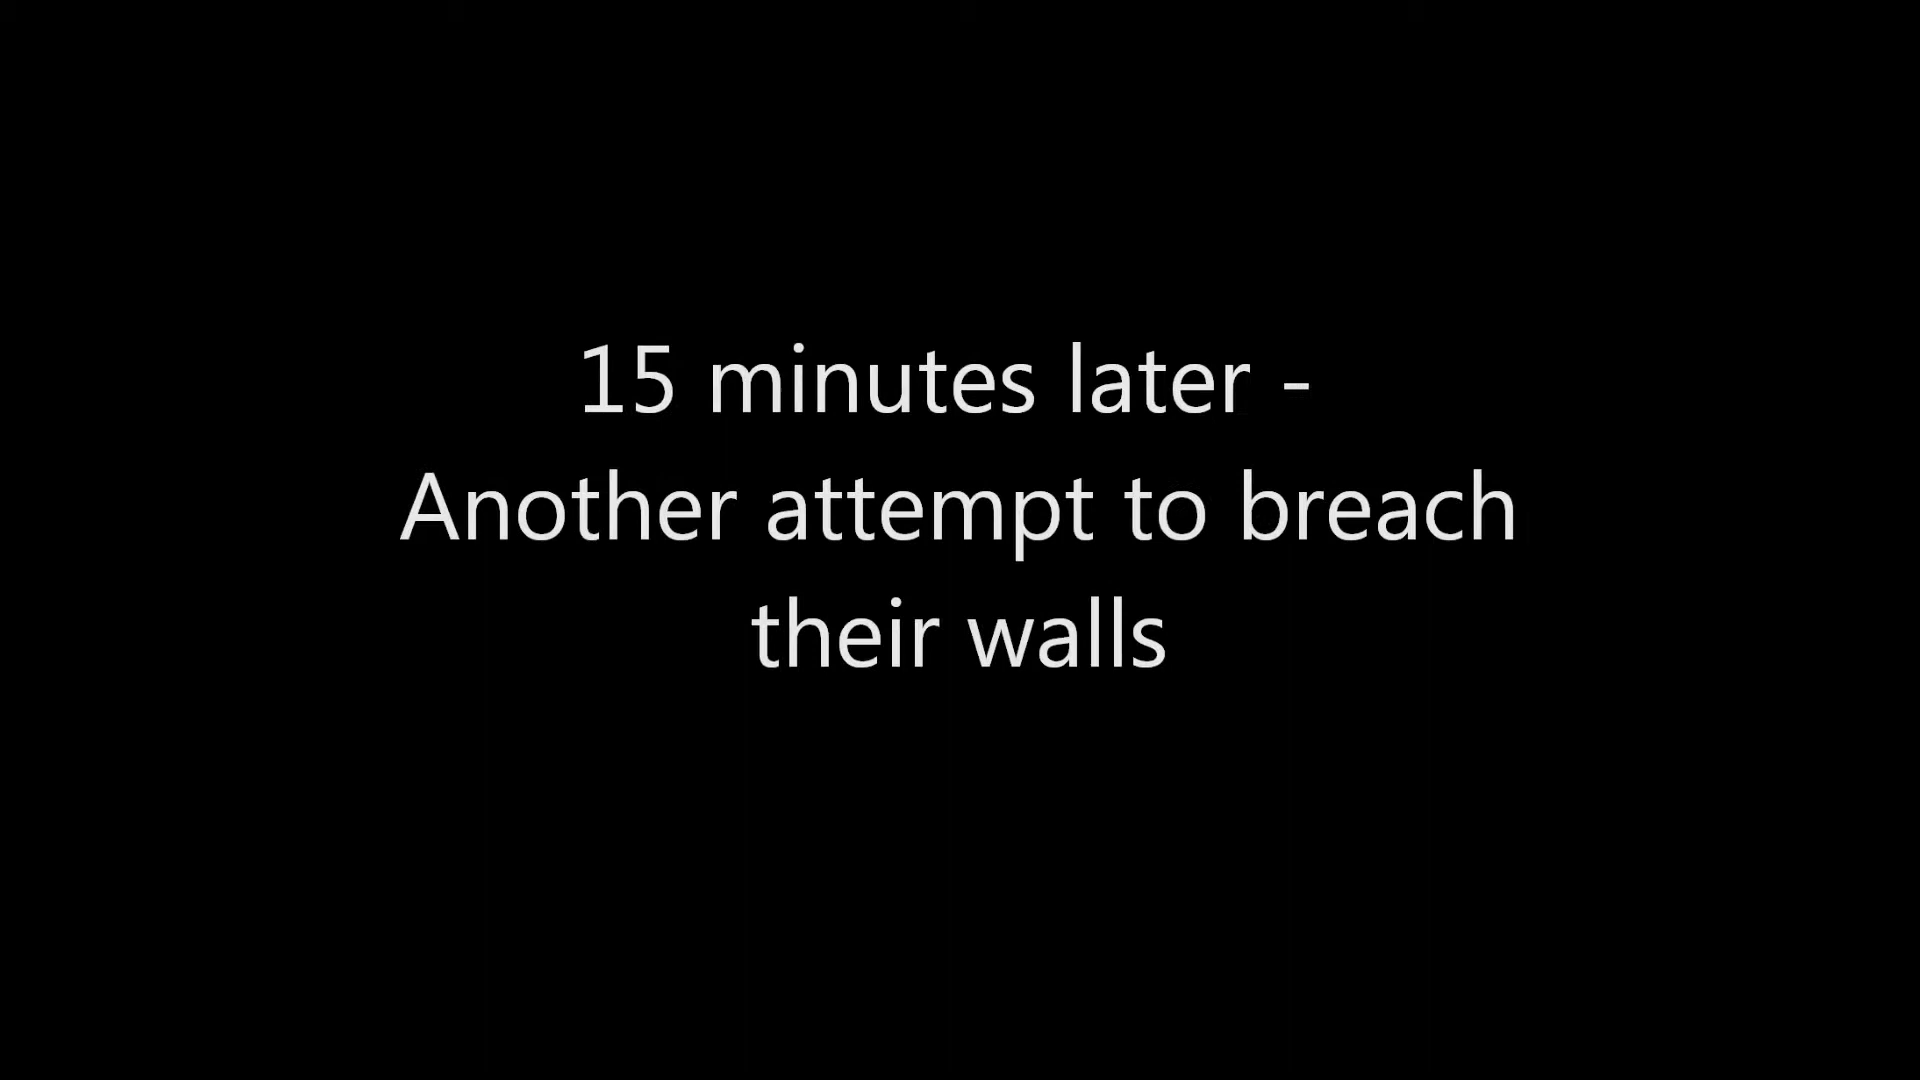 15 minutes later -
Another attempt to breach
their walls